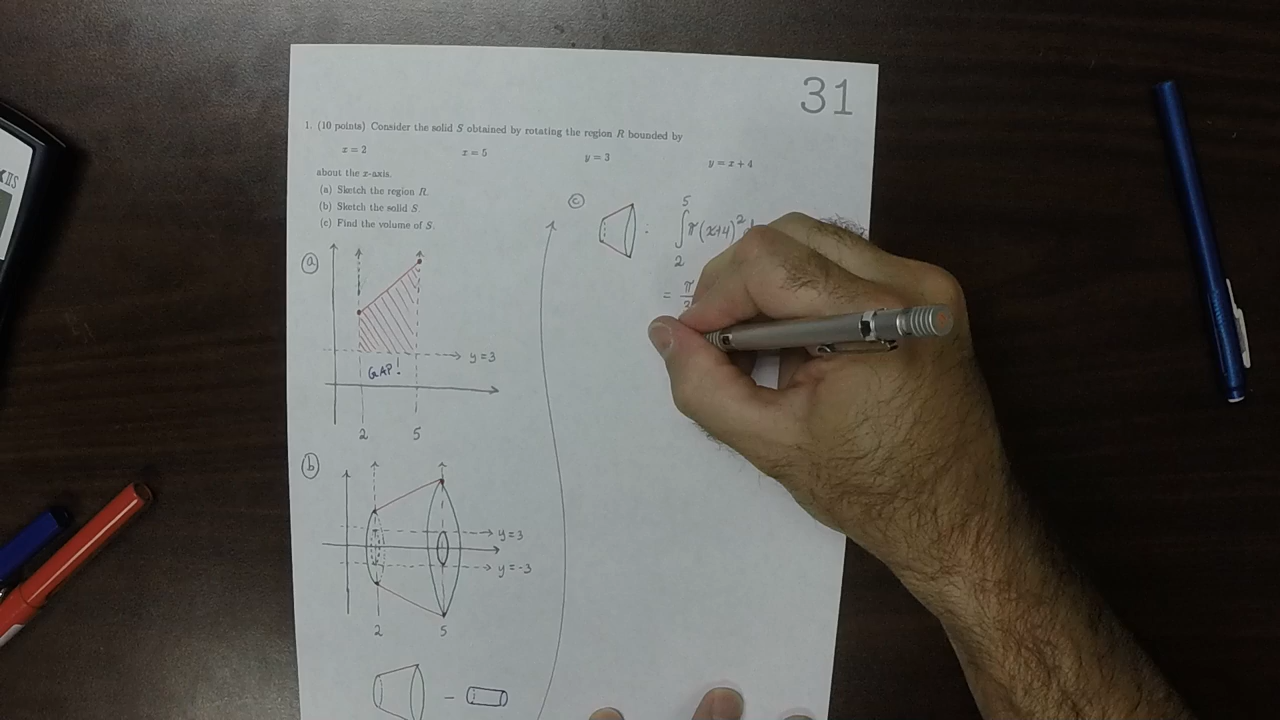 31
1. (10 points) Consider the solid S obtained by rotating the region R bounded by
x = 2 x = 5 y = 3 y = x + 4
about the x-axis.
(a) Sketch the region R.
(b) Sketch the solid S.
(c) Find the volume of S.
(a)
y = 3
GAP!
2 5
(b)
y = 3
y = -3
2 5
−
(c)
: ∫₂⁵ π(x+4)²
= π
IIS